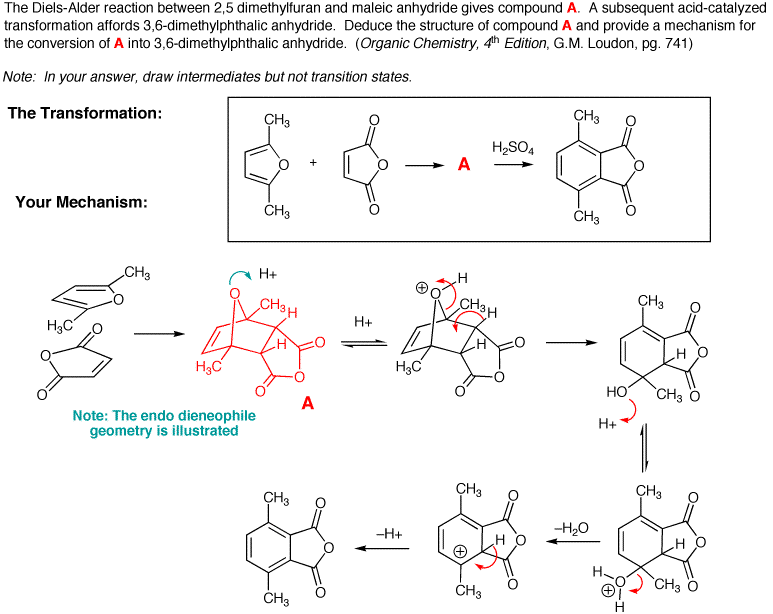 The Diels-Alder reaction between 2,5 dimethylfuran and maleic anhydride gives compound A. A subsequent acid-catalyzed
transformation affords 3,6-dimethylphthalic anhydride. Deduce the structure of compound A and provide a mechanism for
the conversion of A into 3,6-dimethylphthalic anhydride. (Organic Chemistry, 4th Edition, G.M. Loudon, pg. 741)
Note: In your answer, draw intermediates but not transition states.
The Transformation:
CH3
O
+
CH3
O
O
O
A
H2SO4
CH3
O
O
O
CH3
Your Mechanism:
CH3
O
H3C
O
O
O
H+
O
CH3
H
H
O
H3C
O
O
A
Note: The endo dieneophile
geometry is illustrated
H+
O
H
CH3
H
H
O
H3C
O
O
CH3
O
O
H
HO
CH3
O
H+
CH3
O
O
H
O
CH3
H
O
H
–H2O
CH3
O
H
O
O
CH3
–H+
CH3
O
O
O
CH3